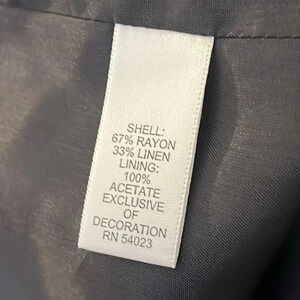 SHELL:
67% RAYON
33% LINEN
LINING:
100%
ACETATE
EXCLUSIVE
OF
DECORATION
RN 54023